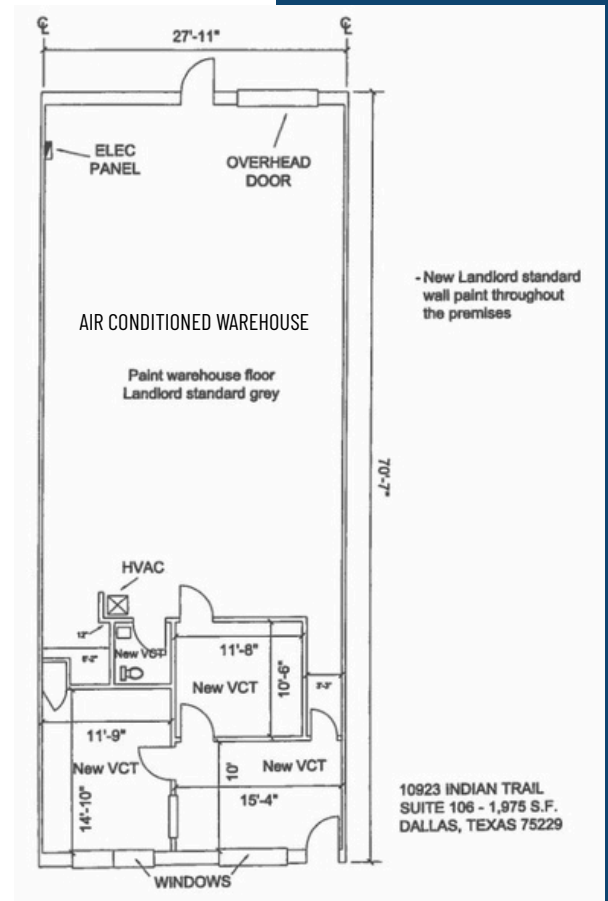 27'-11"
ELEC
PANEL
OVERHEAD
DOOR
- New Landlord standard
wall paint throughout
the premises
AIR CONDITIONED WAREHOUSE
Paint warehouse floor
Landlord standard grey
70'-7"
HVAC
12"
New VCT
11'-8"
New VCT
10'-6"
11'-9"
New VCT
14'-10"
10'
New VCT
15'-4"
10923 INDIAN TRAIL
SUITE 106 - 1,975 S.F.
DALLAS, TEXAS 75229
WINDOWS